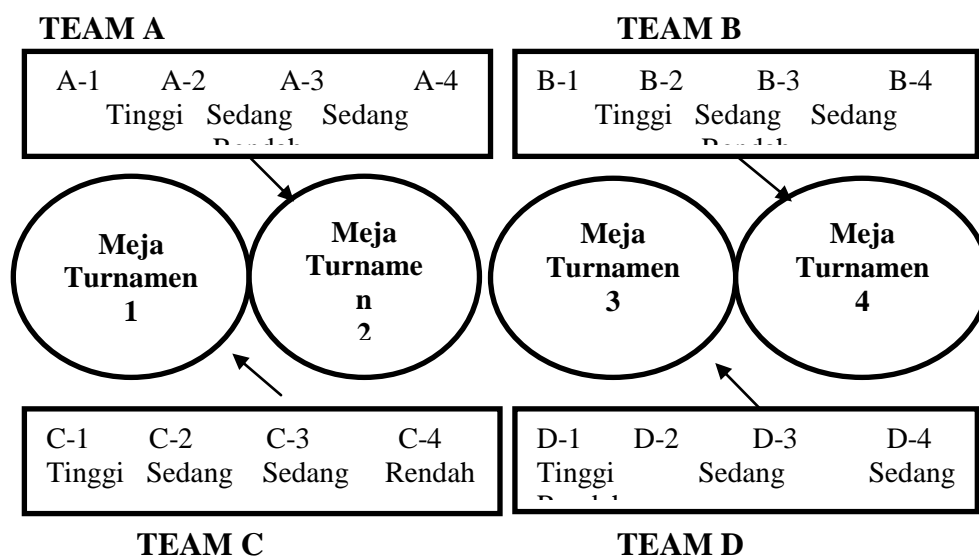 TEAM A
TEAM B
A-1 A-2 A-3 A-4
Tinggi Sedang Sedang
B-1 B-2 B-3 B-4
Tinggi Sedang Sedang
Meja
Turnamen
1
Meja
Turname
n
2
Meja
Turnamen
3
Meja
Turnamen
4
C-1 C-2 C-3 C-4
Tinggi Sedang Sedang Rendah
D-1 D-2 D-3 D-4
Tinggi Sedang Sedang
TEAM C
TEAM D